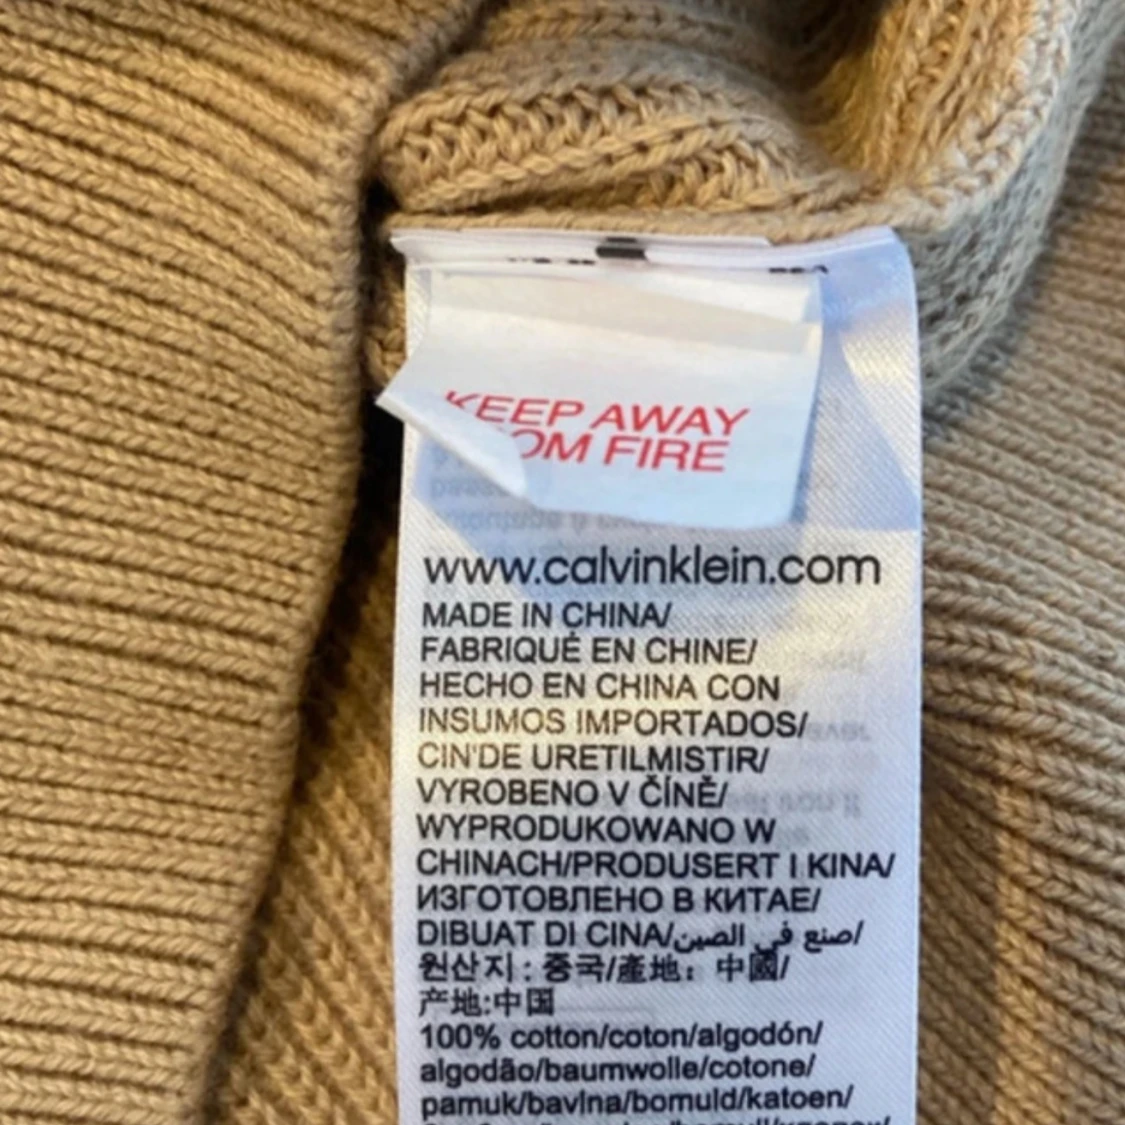 KEEP AWAY
OM FIRE
www.calvinklein.com
MADE IN CHINA/
FABRIQUÉ EN CHINE/
HECHO EN CHINA CON
INSUMOS IMPORTADOS/
CIN'DE URETILMISTIR/
VYROBENO V ČÍNĚ/
WYPRODUKOWANO W
CHINACH/PRODUSERT I KINA/
ИЗГОТОВЛЕНО В КИТАЕ/
DIBUAT DI CINA/صنع في الصين/
원산지 : 중국/產地：中國/
产地:中国
100% cotton/coton/algodón/
algodão/baumwolle/cotone/
pamuk/bavlna/bomuld/katoen/